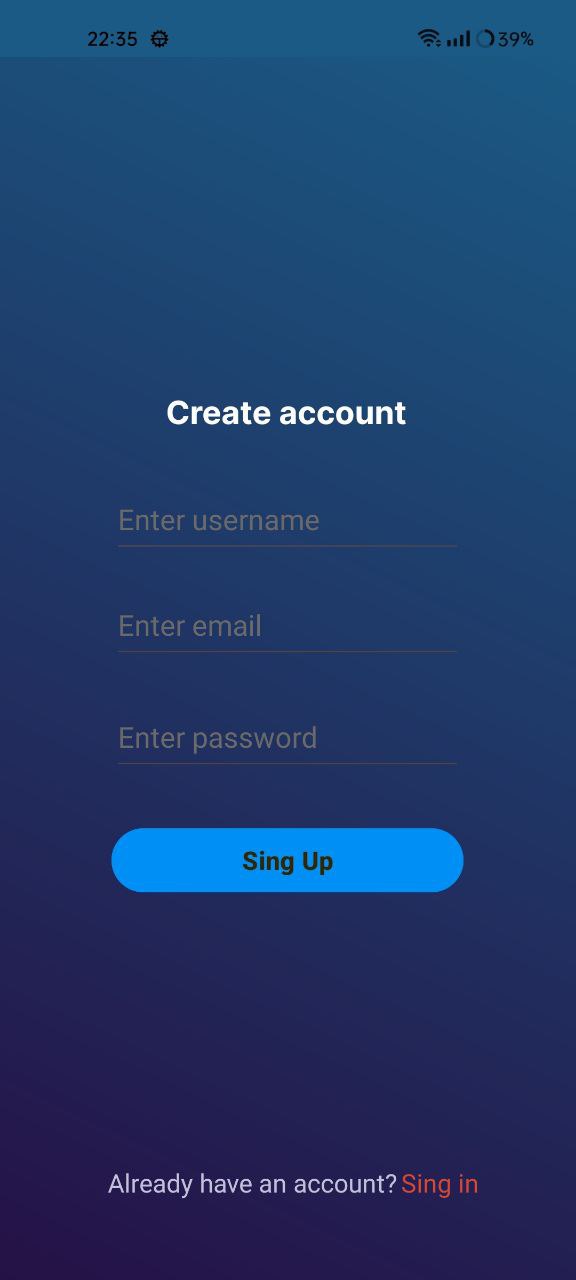 22:35 39%
Create account
Enter username
Enter email
Enter password
Sing Up
Already have an account? Sing in